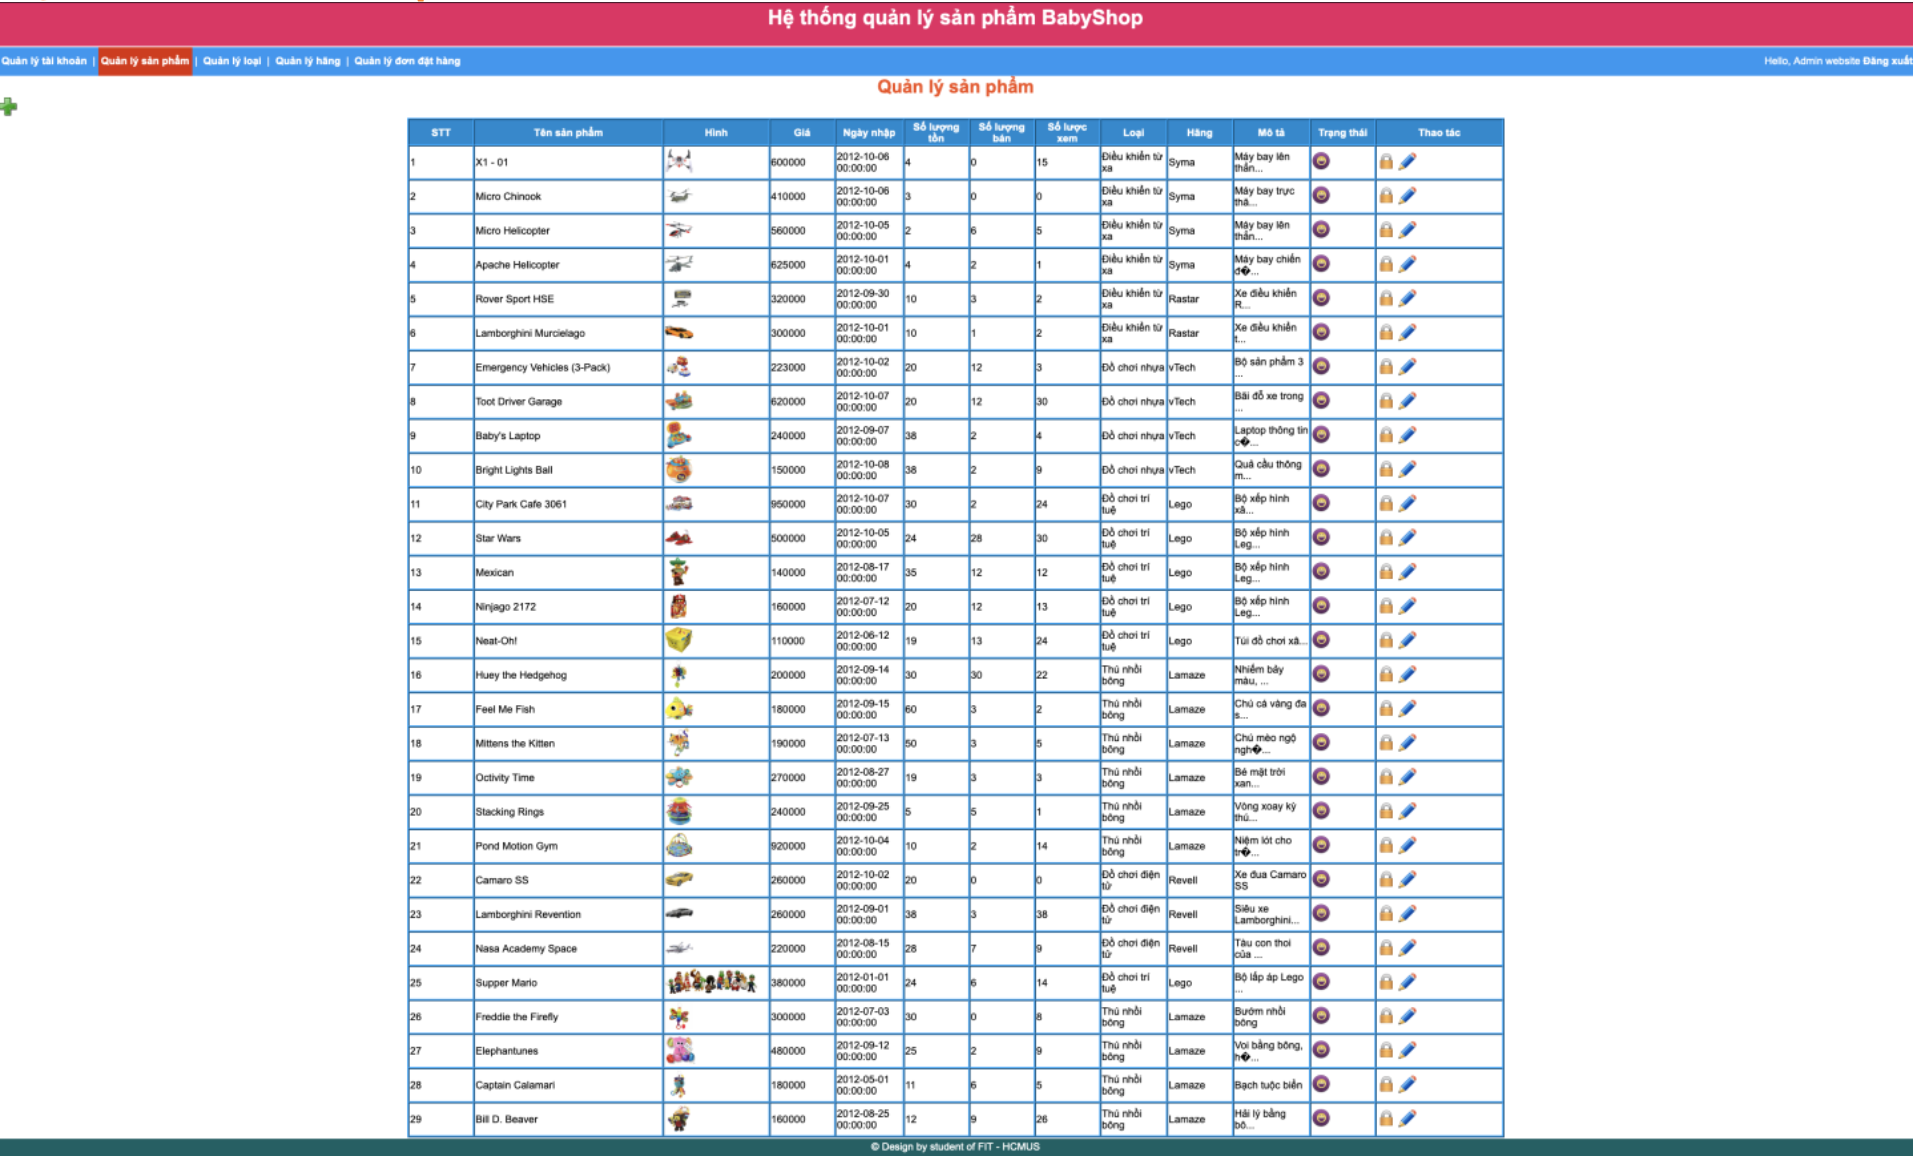 Hệ thống quản lý sản phẩm BabyShop
Quản lý tài khoản | Quản lý sản phẩm | Quản lý loại | Quản lý hãng | Quản lý đơn đặt hàng
Hello, Admin website Đăng xuất
Quản lý sản phẩm
STT Tên sản phẩm Hình Giá Ngày nhập Số lượng tồn Số lượng bán Số lược xem Loại Hãng Mô tả Trạng thái Thao tác
1 X1 - 01 600000 2012-10-06 00:00:00 4 0 15 Điều khiển từ xa Syma Máy bay lên thẳn...
2 Micro Chinook 410000 2012-10-06 00:00:00 3 0 0 Điều khiển từ xa Syma Máy bay trực thă...
3 Micro Helicopter 560000 2012-10-05 00:00:00 2 6 5 Điều khiển từ xa Syma Máy bay lên thẳn...
4 Apache Helicopter 625000 2012-10-01 00:00:00 4 2 1 Điều khiển từ xa Syma Máy bay chiến đ�...
5 Rover Sport HSE 320000 2012-09-30 00:00:00 10 3 2 Điều khiển từ xa Rastar Xe điều khiển R...
6 Lamborghini Murcielago 300000 2012-10-01 00:00:00 10 1 2 Điều khiển từ xa Rastar Xe điều khiển t...
7 Emergency Vehicles (3-Pack) 223000 2012-10-02 00:00:00 20 12 3 Đồ chơi nhựa vTech Bộ sản phẩm 3 ...
8 Toot Driver Garage 620000 2012-10-07 00:00:00 20 12 30 Đồ chơi nhựa vTech Bãi đỗ xe trong ...
9 Baby's Laptop 240000 2012-09-07 00:00:00 38 2 4 Đồ chơi nhựa vTech Laptop thông tin c�...
10 Bright Lights Ball 150000 2012-10-08 00:00:00 38 2 9 Đồ chơi nhựa vTech Quả cầu thông m...
11 City Park Cafe 3061 950000 2012-10-07 00:00:00 30 2 24 Đồ chơi trí tuệ Lego Bộ xếp hình xâ...
12 Star Wars 500000 2012-10-05 00:00:00 24 28 30 Đồ chơi trí tuệ Lego Bộ xếp hình Leg...
13 Mexican 140000 2012-08-17 00:00:00 35 12 12 Đồ chơi trí tuệ Lego Bộ xếp hình Leg...
14 Ninjago 2172 160000 2012-07-12 00:00:00 20 12 13 Đồ chơi trí tuệ Lego Bộ xếp hình Leg...
15 Neat-Oh! 110000 2012-06-12 00:00:00 19 13 24 Đồ chơi trí tuệ Lego Túi đồ chơi xâ...
16 Huey the Hedgehog 200000 2012-09-14 00:00:00 30 30 22 Thú nhồi bông Lamaze Nhiếm bảy màu, ...
17 Feel Me Fish 180000 2012-09-15 00:00:00 60 3 2 Thú nhồi bông Lamaze Chú cá vàng đa s...
18 Mittens the Kitten 190000 2012-07-13 00:00:00 50 3 5 Thú nhồi bông Lamaze Chú mèo ngộ ngh�...
19 Octivity Time 270000 2012-08-27 00:00:00 19 3 3 Thú nhồi bông Lamaze Bé mặt trời xan...
20 Stacking Rings 240000 2012-09-25 00:00:00 5 5 1 Thú nhồi bông Lamaze Vòng xoay kỳ thú...
21 Pond Motion Gym 920000 2012-10-04 00:00:00 10 2 14 Thú nhồi bông Lamaze Niệm lót cho tr�...
22 Camaro SS 260000 2012-10-02 00:00:00 20 0 0 Đồ chơi điện tử Revell Xe đua Camaro SS
23 Lamborghini Revention 260000 2012-09-01 00:00:00 38 3 38 Đồ chơi điện tử Revell Siêu xe Lamborghini...
24 Nasa Academy Space 220000 2012-08-15 00:00:00 28 7 9 Đồ chơi điện tử Revell Tàu con thoi của ...
25 Supper Mario 380000 2012-01-01 00:00:00 24 6 14 Đồ chơi trí tuệ Lego Bộ lắp áp Lego ...
26 Freddie the Firefly 300000 2012-07-03 00:00:00 30 0 8 Thú nhồi bông Lamaze Bướm nhồi bông
27 Elephantunes 480000 2012-09-12 00:00:00 25 2 9 Thú nhồi bông Lamaze Voi bằng bông, h�...
28 Captain Calamari 180000 2012-05-01 00:00:00 11 6 5 Thú nhồi bông Lamaze Bạch tuộc biển
29 Bill D. Beaver 160000 2012-08-25 00:00:00 12 9 26 Thú nhồi bông Lamaze Hải lý bằng bô...
© Design by student of FIT - HCMUS